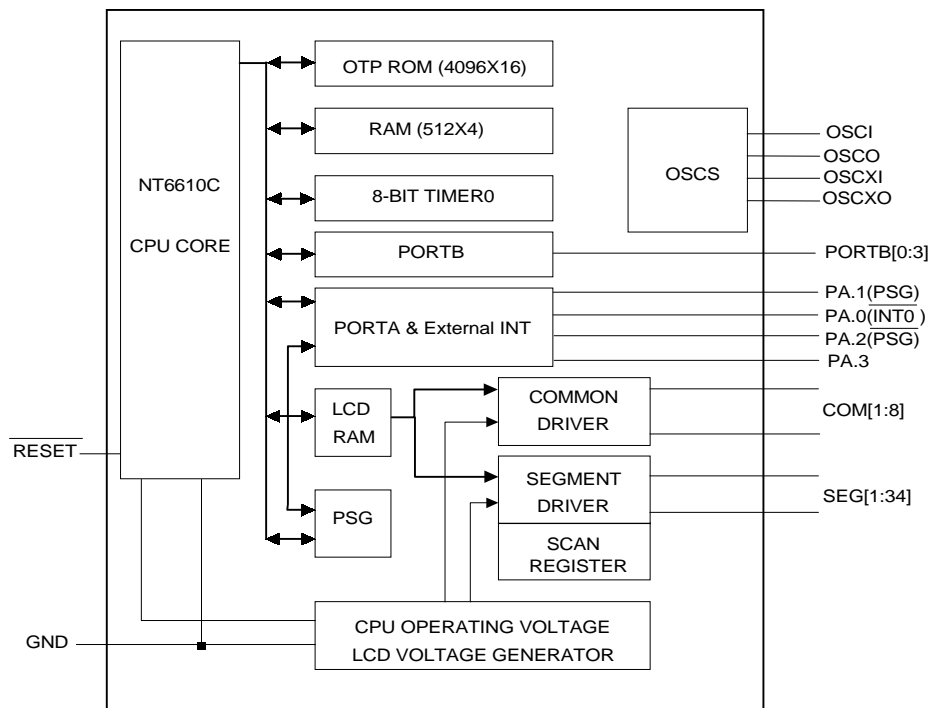 NT6610C
CPU CORE
OTP ROM (4096X16)
RAM (512X4)
8-BIT TIMER0
PORTB
PORTA & External INT
LCD
RAM
PSG
COMMON
DRIVER
SEGMENT
DRIVER
SCAN
REGISTER
CPU OPERATING VOLTAGE
LCD VOLTAGE GENERATOR
OSCS
OSCI
OSCO
OSCXI
OSCXO
PORTB[0:3]
PA.1(PSG)
PA.0(INT0)
PA.2(PSG)
PA.3
COM[1:8]
SEG[1:34]
RESET
GND